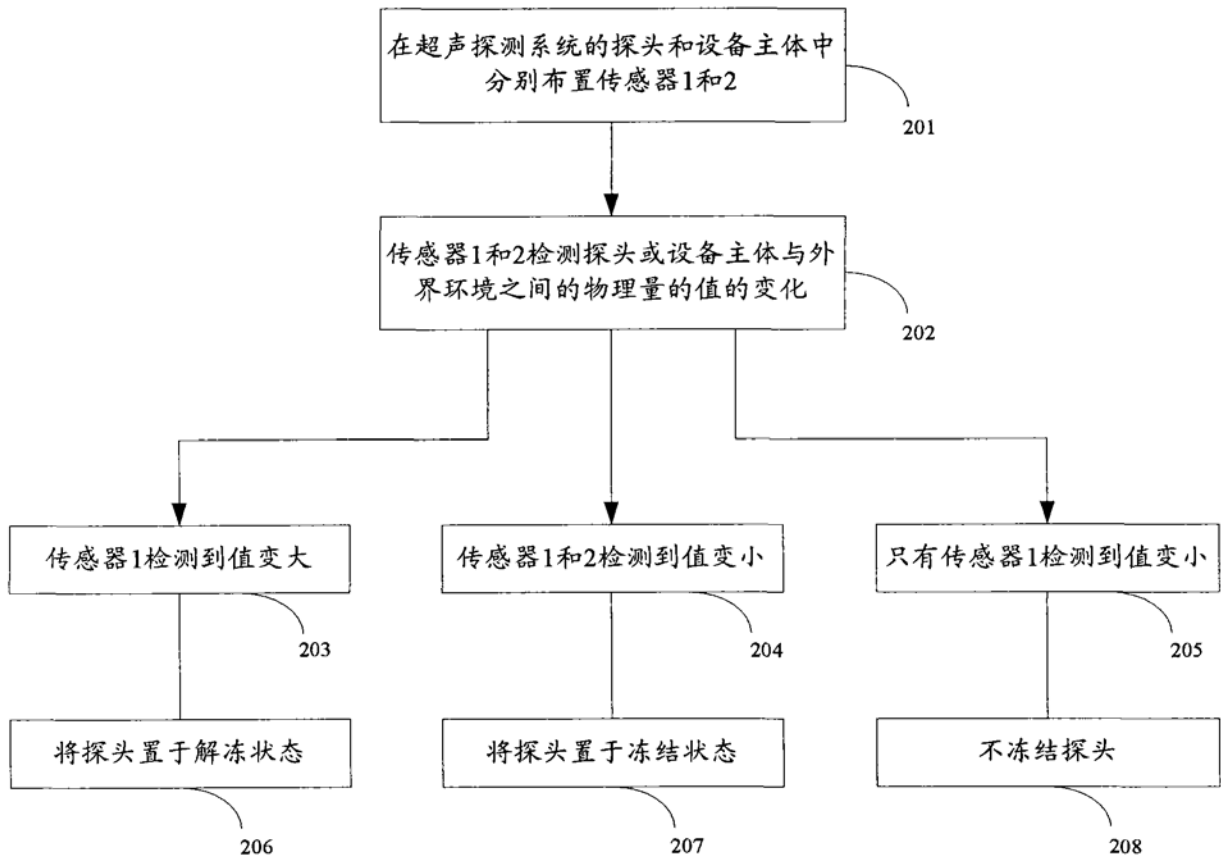 在超声探测系统的探头和设备主体中
分别布置传感器1和2
201
传感器1和2检测探头或设备主体与外
界环境之间的物理量的值的变化
202
传感器1检测到值变大
203
传感器1和2检测到值变小
204
只有传感器1检测到值变小
205
将探头置于解冻状态
206
将探头置于冻结状态
207
不冻结探头
208